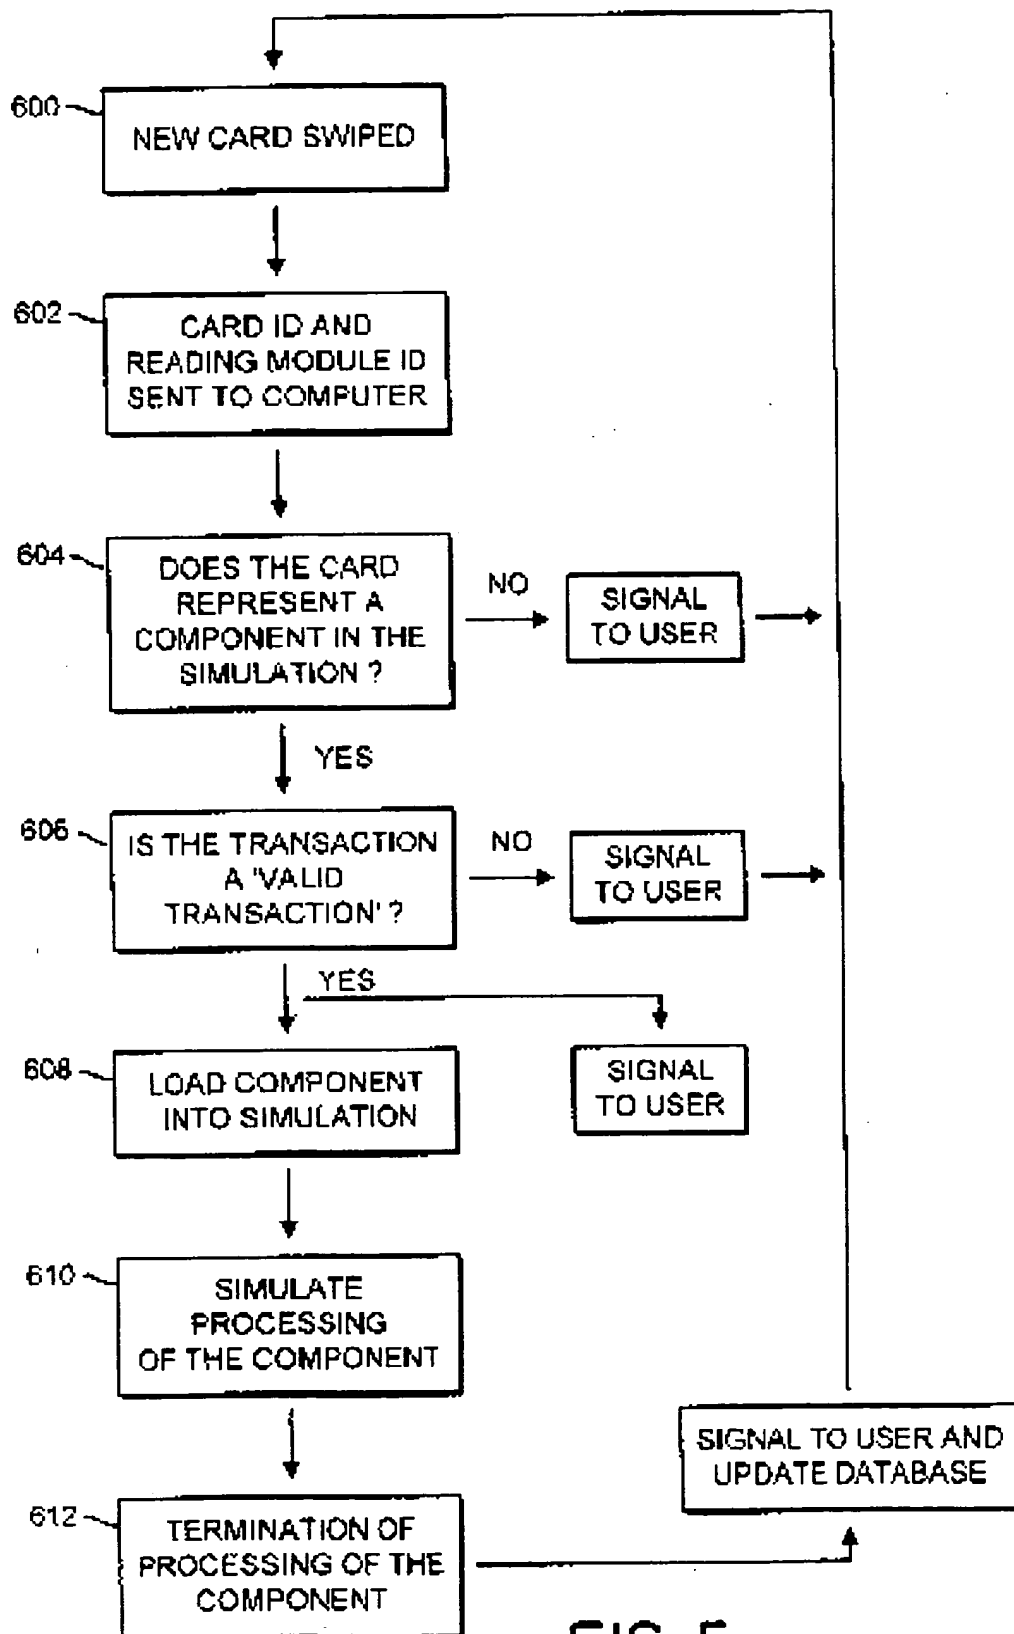 600
NEW CARD SWIPED
602
CARD ID AND
READING MODULE ID
SENT TO COMPUTER
604
DOES THE CARD
REPRESENT A
COMPONENT IN THE
SIMULATION ?
NO
SIGNAL
TO USER
YES
606
IS THE TRANSACTION
A 'VALID
TRANSACTION' ?
NO
SIGNAL
TO USER
YES
608
LOAD COMPONENT
INTO SIMULATION
SIGNAL
TO USER
610
SIMULATE
PROCESSING
OF THE COMPONENT
SIGNAL TO USER AND
UPDATE DATABASE
612
TERMINATION OF
PROCESSING OF THE
COMPONENT